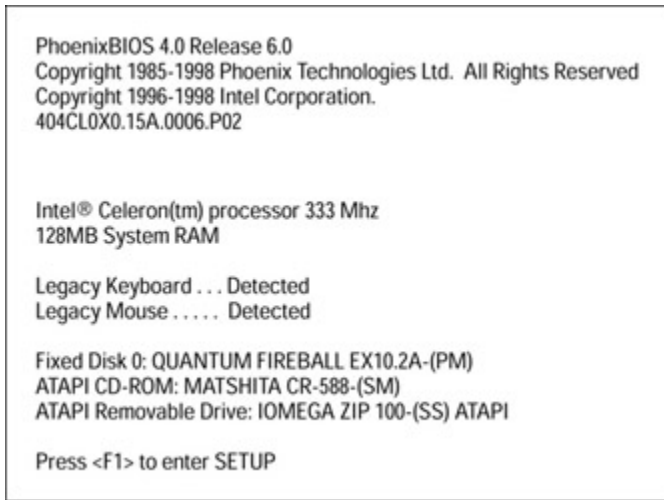 PhoenixBIOS 4.0 Release 6.0
Copyright 1985-1998 Phoenix Technologies Ltd.  All Rights Reserved
Copyright 1996-1998 Intel Corporation.
404CL0X0.15A.0006.P02
Intel® Celeron(tm) processor 333 Mhz
128MB System RAM
Legacy Keyboard . . . Detected
Legacy Mouse . . . . .  Detected
Fixed Disk 0: QUANTUM FIREBALL EX10.2A-(PM)
ATAPI CD-ROM: MATSHITA CR-588-(SM)
ATAPI Removable Drive: IOMEGA ZIP 100-(SS) ATAPI
Press <F1> to enter SETUP